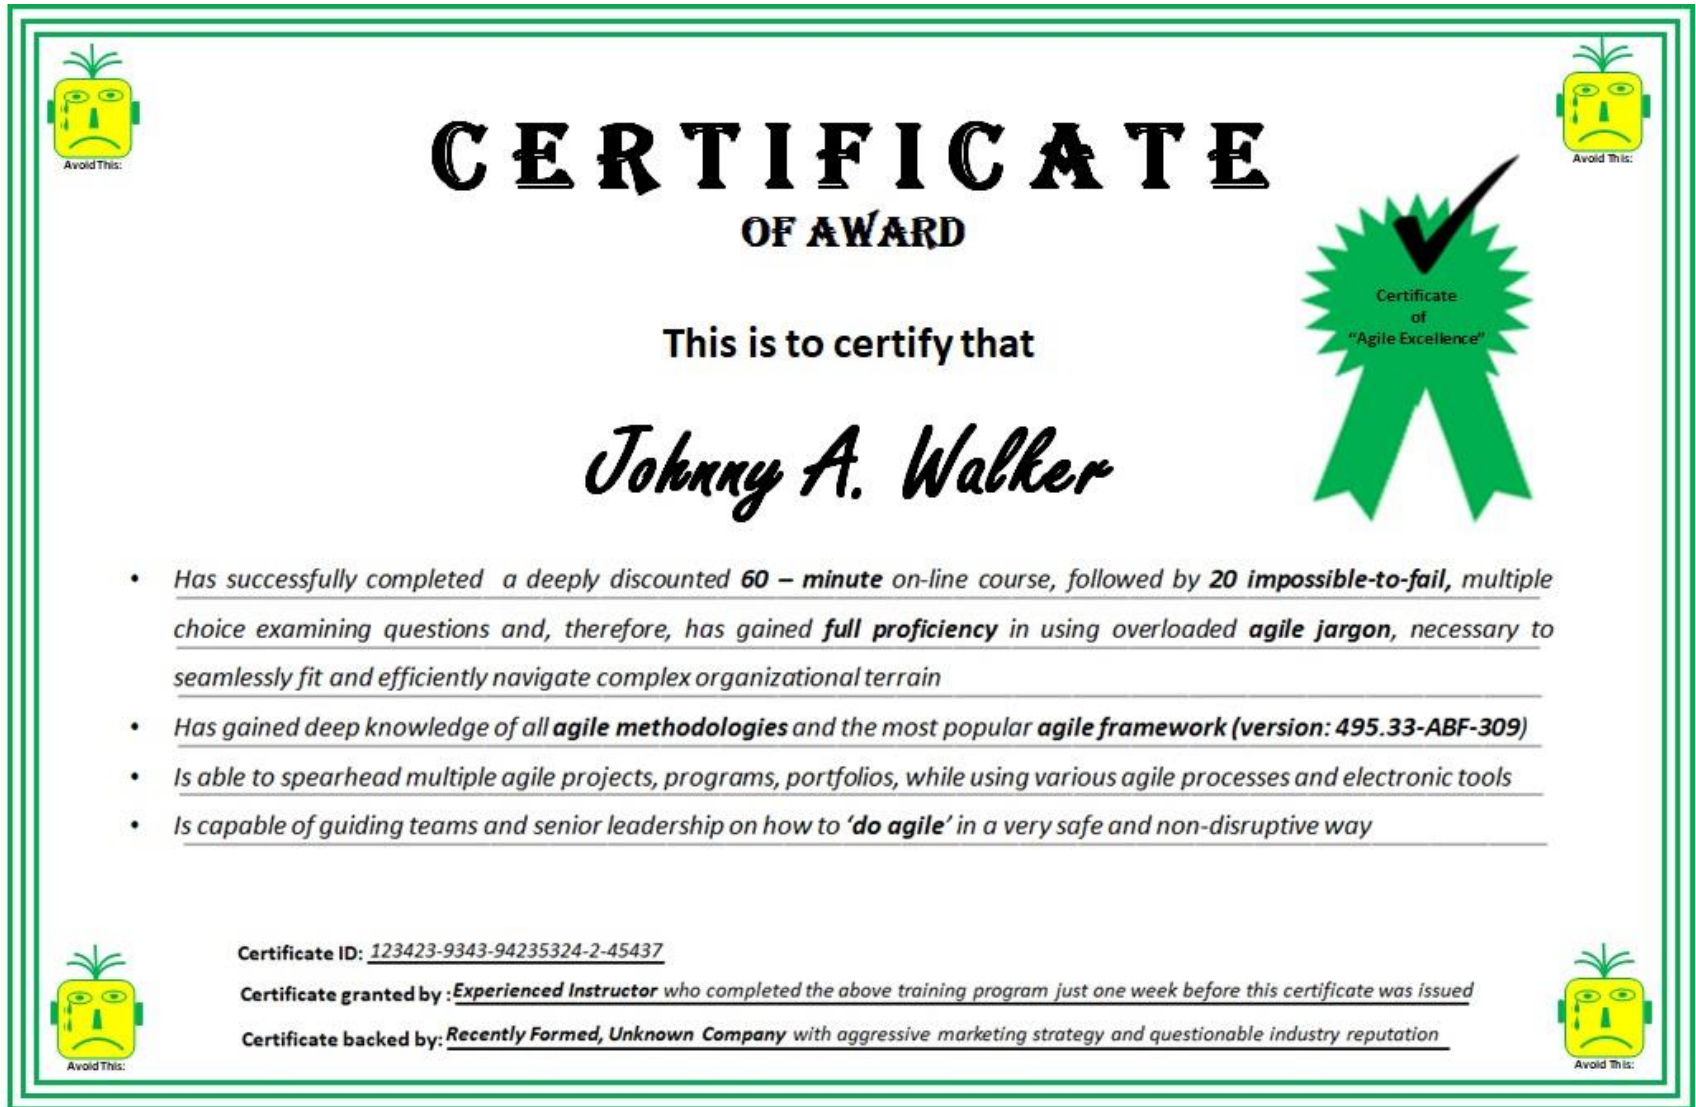 Avoid This:
Avoid This:
CERTIFICATE
OF AWARD
Certificate
of
“Agile Excellence”
This is to certify that
Johnny A. Walker
• Has successfully completed a deeply discounted 60 – minute on-line course, followed by 20 impossible-to-fail, multiple
choice examining questions and, therefore, has gained full proficiency in using overloaded agile jargon, necessary to
seamlessly fit and efficiently navigate complex organizational terrain
• Has gained deep knowledge of all agile methodologies and the most popular agile framework (version: 495.33-ABF-309)
• Is able to spearhead multiple agile projects, programs, portfolios, while using various agile processes and electronic tools
• Is capable of guiding teams and senior leadership on how to ‘do agile’ in a very safe and non-disruptive way
Certificate ID: 123423-9343-94235324-2-45437
Certificate granted by : Experienced Instructor who completed the above training program just one week before this certificate was issued
Certificate backed by: Recently Formed, Unknown Company with aggressive marketing strategy and questionable industry reputation
Avoid This:
Avoid This: